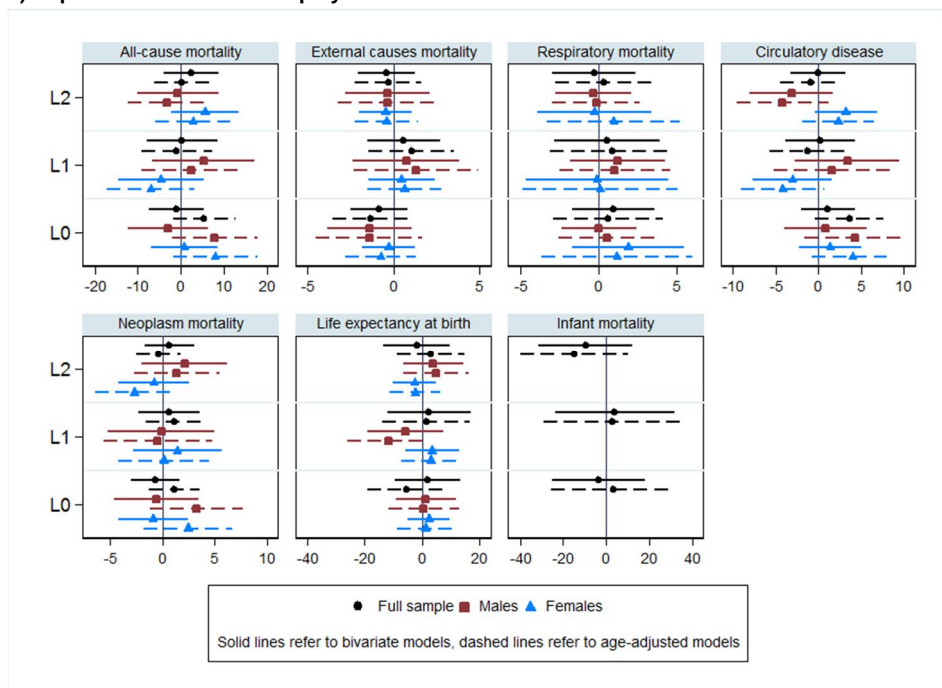 All-cause mortality External causes mortality Respiratory mortality Circulatory disease
L2
L1
L0
-20 -10 0 10 20 -5 0 5 -5 0 5 -10 -5 0 5 10
Neoplasm mortality Life expectancy at birth Infant mortality
L2
L1
L0
-5 0 5 10 -40 -20 0 20 -40 -20 0 20 40
Full sample Males Females
Solid lines refer to bivariate models, dashed lines refer to age-adjusted models